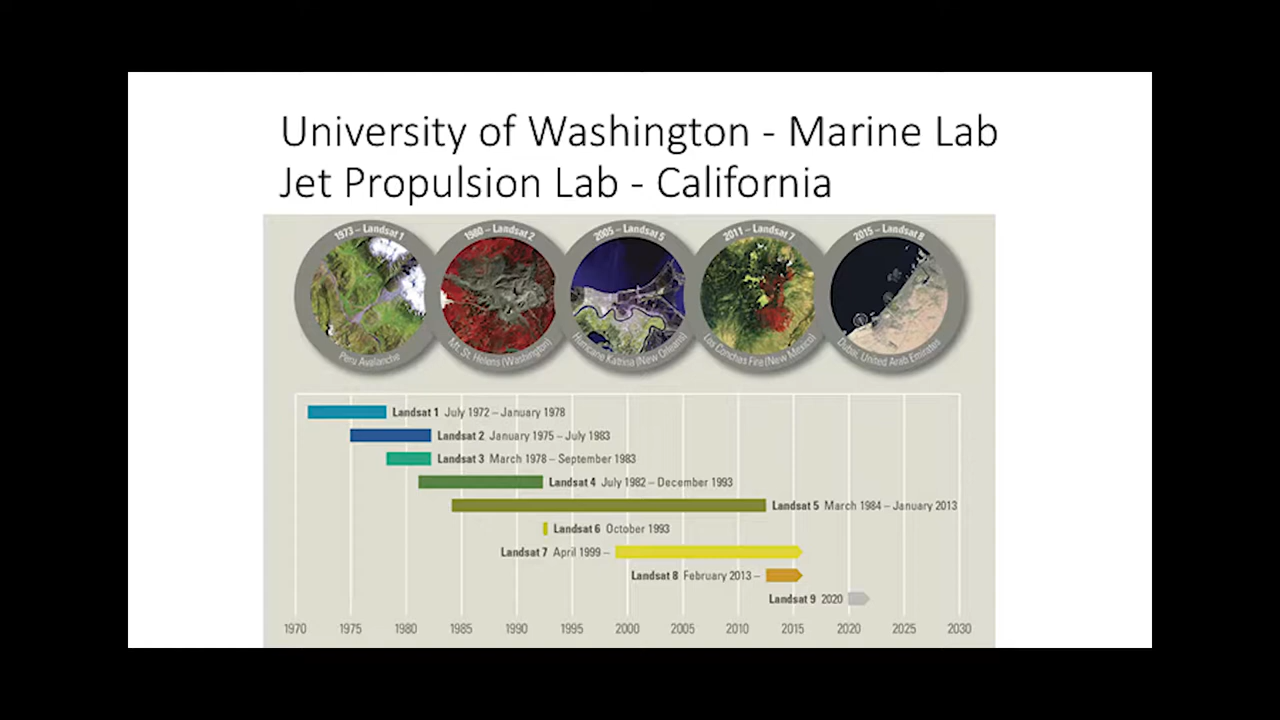 University of Washington - Marine Lab
Jet Propulsion Lab - California
1973 – Landsat 1
1980 – Landsat 2
2005 – Landsat 5
2011 – Landsat 7
2015 – Landsat 8
Peru Avalanche
Mt. St. Helens (Washington)
Hurricane Katrina (New Orleans)
Los Conchas Fire (New Mexico)
Dubai, United Arab Emirates
Landsat 1 July 1972 – January 1978
Landsat 2 January 1975 – July 1983
Landsat 3 March 1978 – September 1983
Landsat 4 July 1982 – December 1993
Landsat 5 March 1984 – January 2013
Landsat 6 October 1993
Landsat 7 April 1999 –
Landsat 8 February 2013 –
Landsat 9 2020
1970 1975 1980 1985 1990 1995 2000 2005 2010 2015 2020 2025 2030